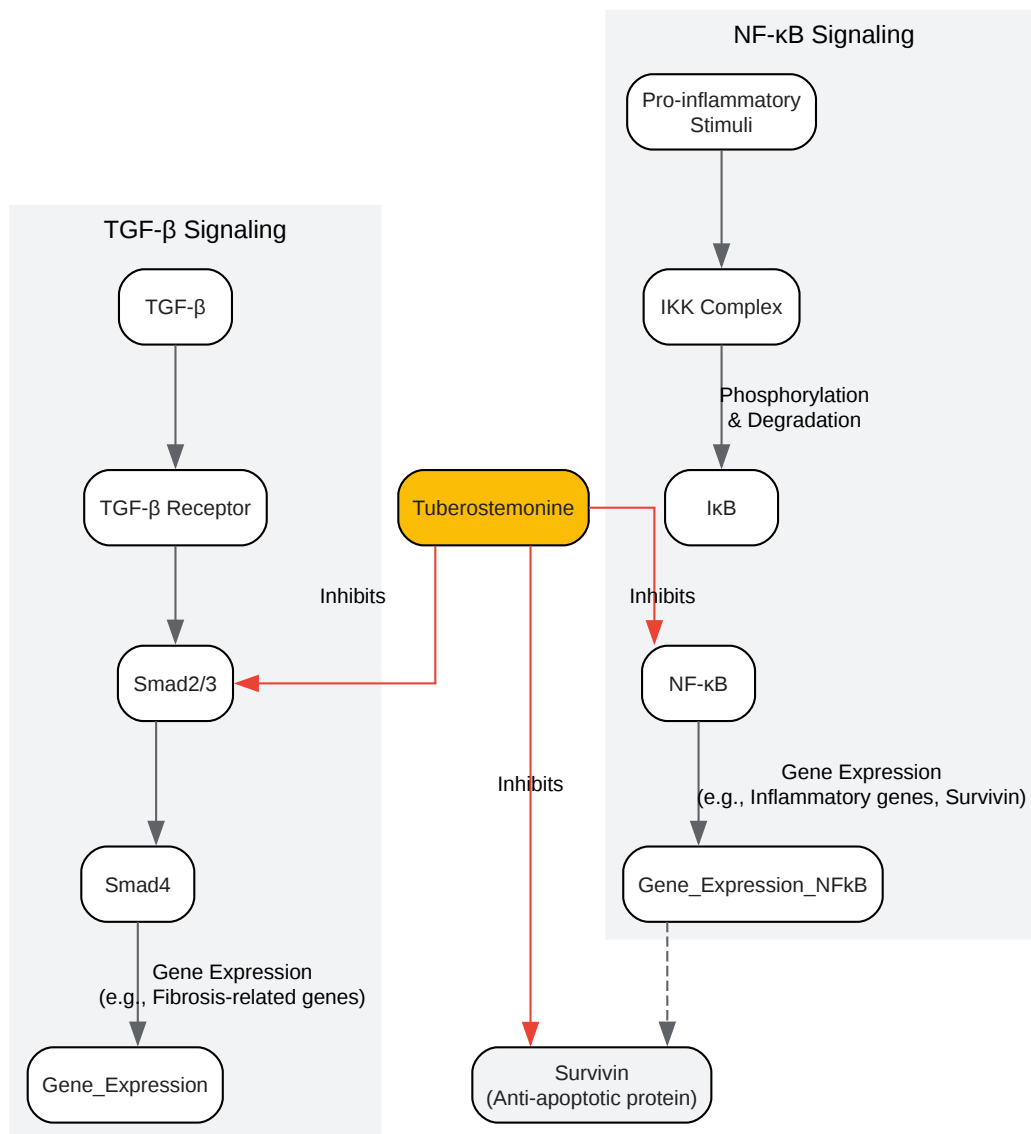 NF-κB Signaling
Pro-inflammatory
Stimuli
TGF-β Signaling
TGF-β
IKK Complex
Phosphorylation
& Degradation
TGF-β Receptor
Tuberostemonine
IκB
Inhibits
Inhibits
Smad2/3
NF-κB
Inhibits
Gene Expression
(e.g., Inflammatory genes, Survivin)
Smad4
Gene_Expression_NFkB
Gene Expression
(e.g., Fibrosis-related genes)
Gene_Expression
Survivin
(Anti-apoptotic protein)